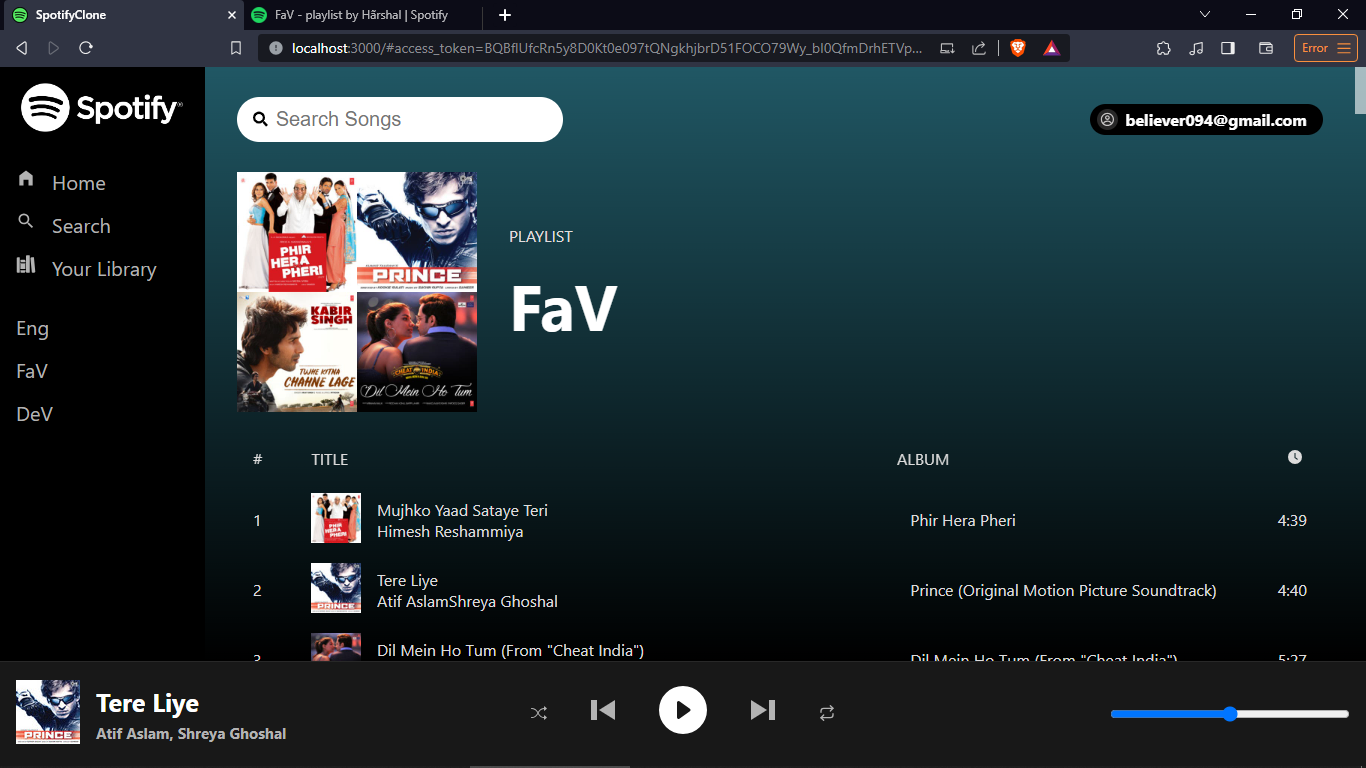 SpotifyClone
FaV - playlist by Hãrshal | Spotify
localhost:3000/#access_token=BQBflUfcRn5y8D0Kt0e097tQNgkhjbrD51FOCO79Wy_bI0QfmDrhETVp...
Error
Spotify
Search Songs
believer094@gmail.com
Home
Search
Your Library
Eng
FaV
DeV
PHIR
HERA
PHERI
PRINCE
KABIR
SINGH
TUJHE KITNA
CHAHNE LAGE
CHEAT INDIA
Dil Mein Ho Tum
PLAYLIST
FaV
# TITLE ALBUM
1 Mujhko Yaad Sataye Teri Phir Hera Pheri 4:39
Himesh Reshammiya
2 Tere Liye Prince (Original Motion Picture Soundtrack) 4:40
Atif AslamShreya Ghoshal
3 Dil Mein Ho Tum (From "Cheat India") Dil Mein Ho Tum (From "Cheat India") 5:27
PRINCE
Tere Liye
Atif Aslam, Shreya Ghoshal